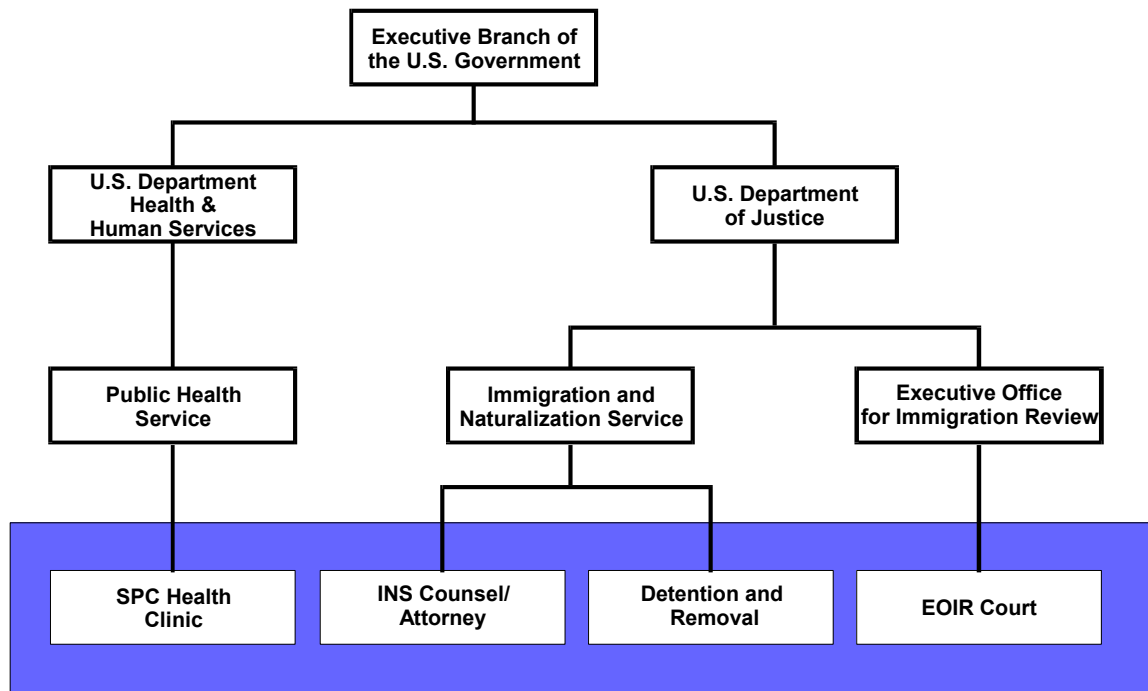 Executive Branch of
the U.S. Government
U.S. Department
Health &
Human Services
U.S. Department
of Justice
Public Health
Service
Immigration and
Naturalization Service
Executive Office
for Immigration Review
SPC Health
Clinic
INS Counsel/
Attorney
Detention and
Removal
EOIR Court